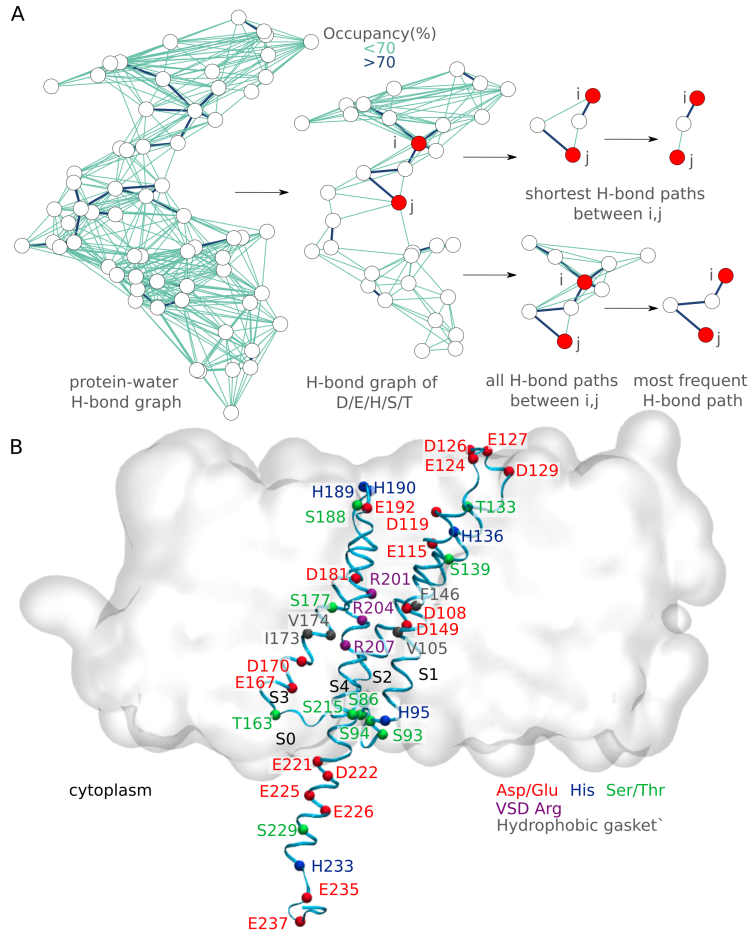 A
Occupancy(%)
<70
>70
i
j
i
j
i
j
shortest H-bond paths
between i,j
i
j
i
j
protein-water
H-bond graph
H-bond graph of
D/E/H/S/T
all H-bond paths
between i,j
most frequent
H-bond path
B
D126
E127
E124
D129
H189
H190
S188
E192
T133
D119
H136
E115
S139
D181
R201
F146
S177
R204
D108
V174
D149
I173
R207
V105
D170
S2
S1
E167
S3
S4
S86
S215
T163
H95
S94
S93
S0
E221
D222
cytoplasm
E225
E226
Asp/Glu His Ser/Thr
VSD Arg
Hydrophobic gasket`
S229
H233
E235
E237